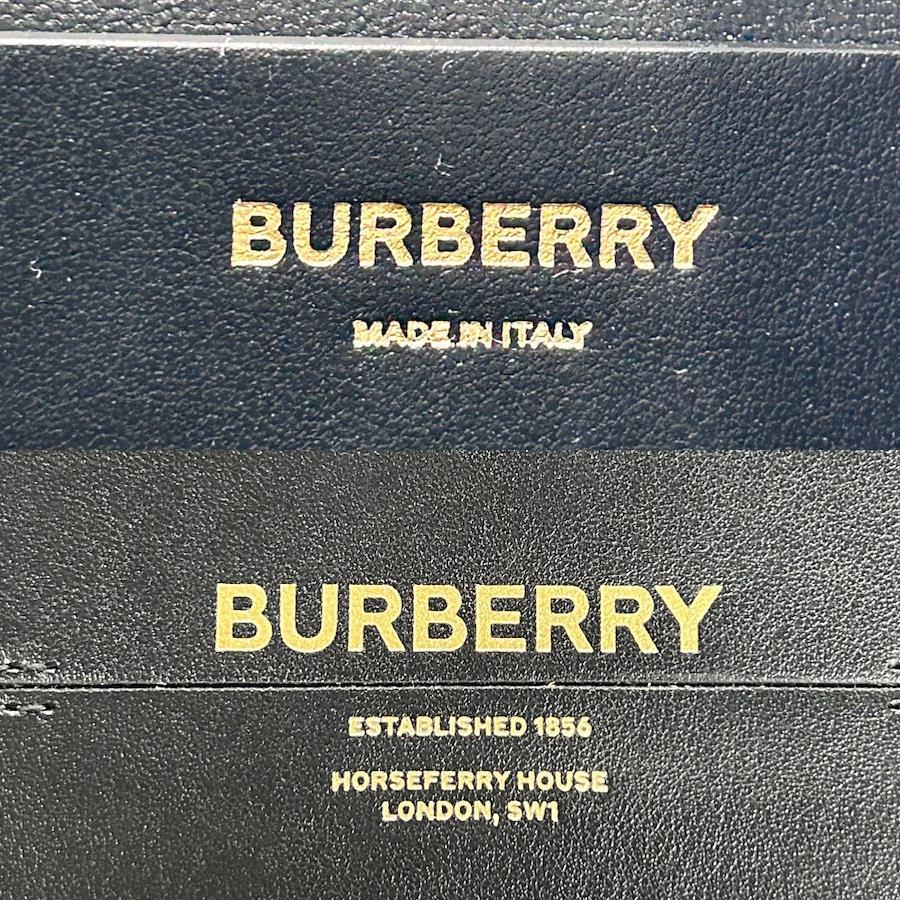 BURBERRY
MADE IN ITALY
BURBERRY
ESTABLISHED 1856
HORSEFERRY HOUSE
LONDON, SW1